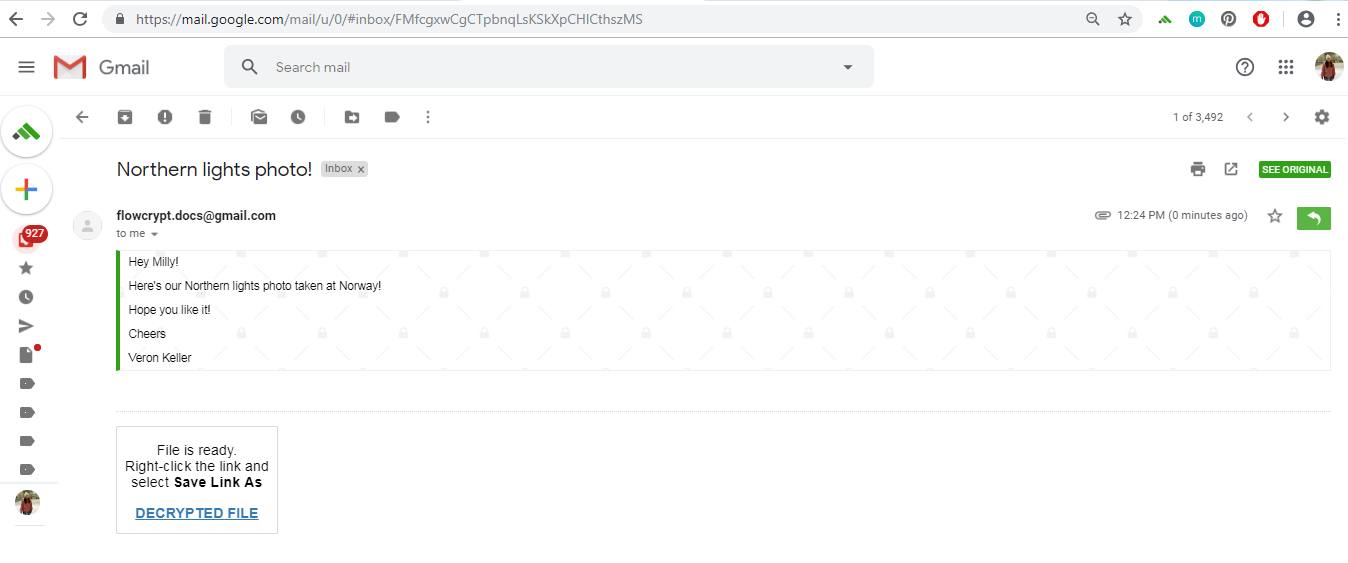 https://mail.google.com/mail/u/0/#inbox/FMfcgxwCgCTpbnqLsKSkXpCHlCthszMS
m
Gmail
Search mail
1 of 3,492
Northern lights photo!
Inbox x
SEE ORIGINAL
flowcrypt.docs@gmail.com
12:24 PM (0 minutes ago)
to me
927
Hey Milly!
Here's our Northern lights photo taken at Norway!
Hope you like it!
Cheers
Veron Keller
File is ready.
Right-click the link and
select Save Link As
DECRYPTED FILE